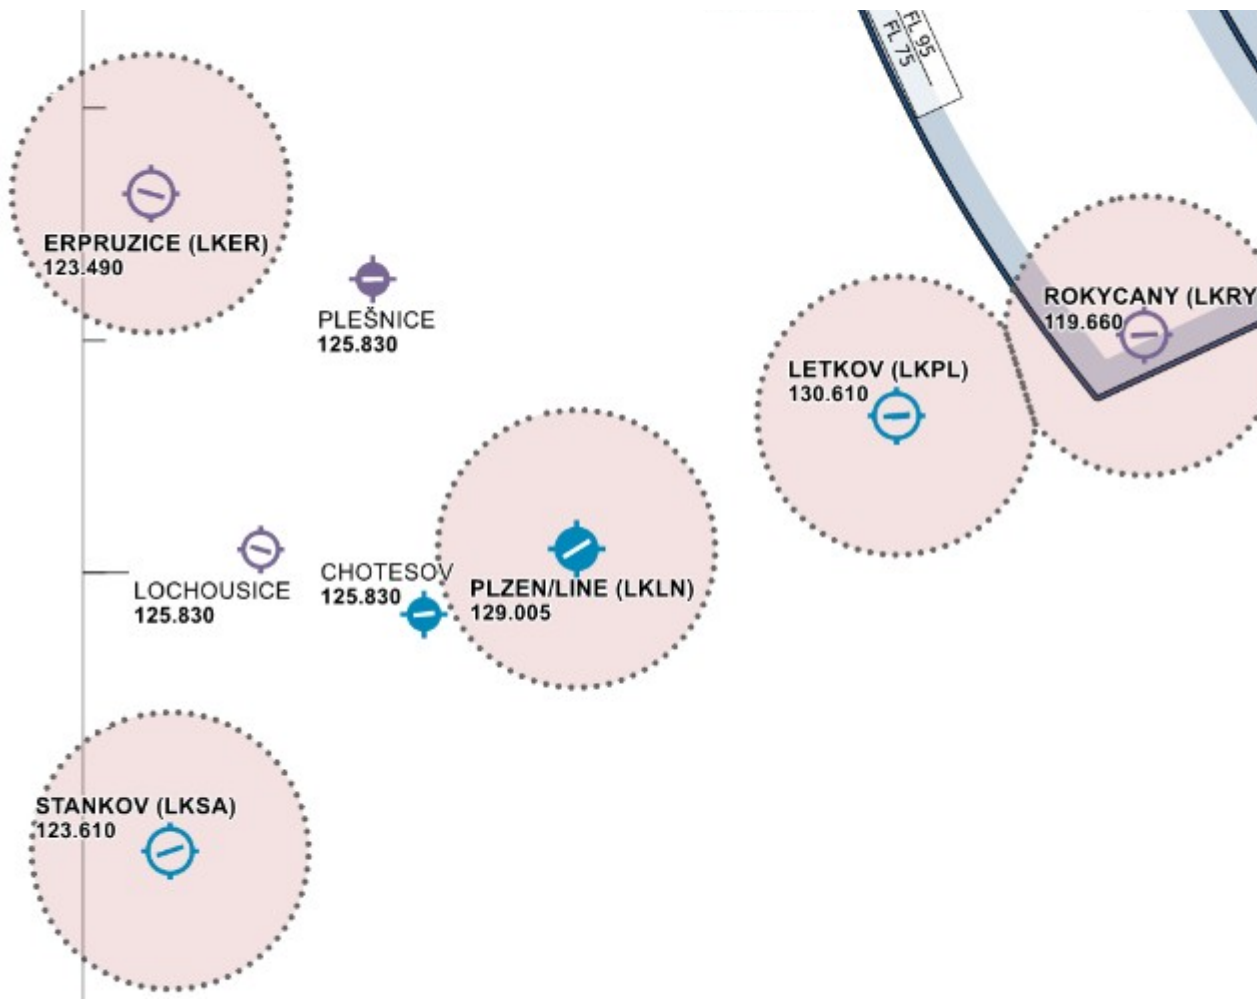 FL 95
FL 75
ERPRUZICE (LKER)
123.490
PLEŠNICE
125.830
ROKYCANY (LKRY
119.660
LETKOV (LKPL)
130.610
LOCHOUSICE
125.830
CHOTESOV
125.830
PLZEN/LINE (LKLN)
129.005
STANKOV (LKSA)
123.610